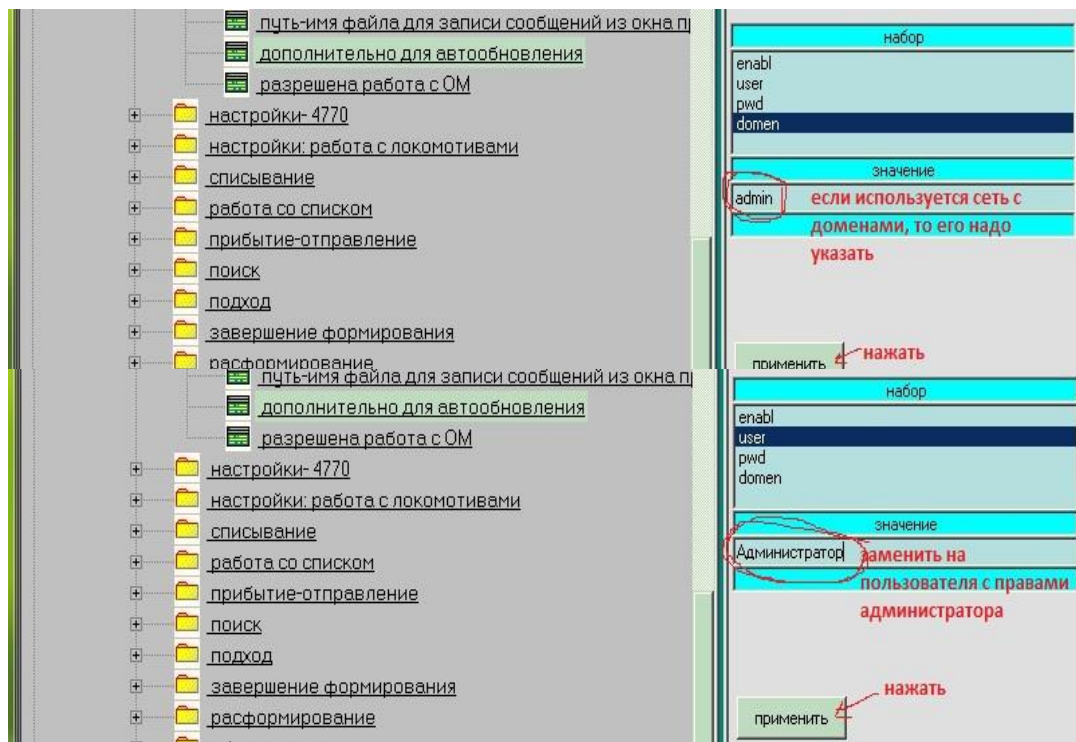 путь-имя файла для записи сообщений из окна п
дополнительно для автообновления
разрешена работа с ОМ
настройки- 4770
настройки: работа с локомотивами
списывание
работа со списком
прибытие-отправление
поиск
подход
завершение формирования
расформирование
набор
enabl
user
pwd
domen
значение
admin
если используется сеть с
доменами, то его надо
указать
нажать
применить
путь-имя файла для записи сообщений из окна п
дополнительно для автообновления
разрешена работа с ОМ
настройки- 4770
настройки: работа с локомотивами
списывание
работа со списком
прибытие-отправление
поиск
подход
завершение формирования
расформирование
набор
enabl
user
pwd
domen
значение
Администратор
заменить на
пользователя с правами
администратора
нажать
применить